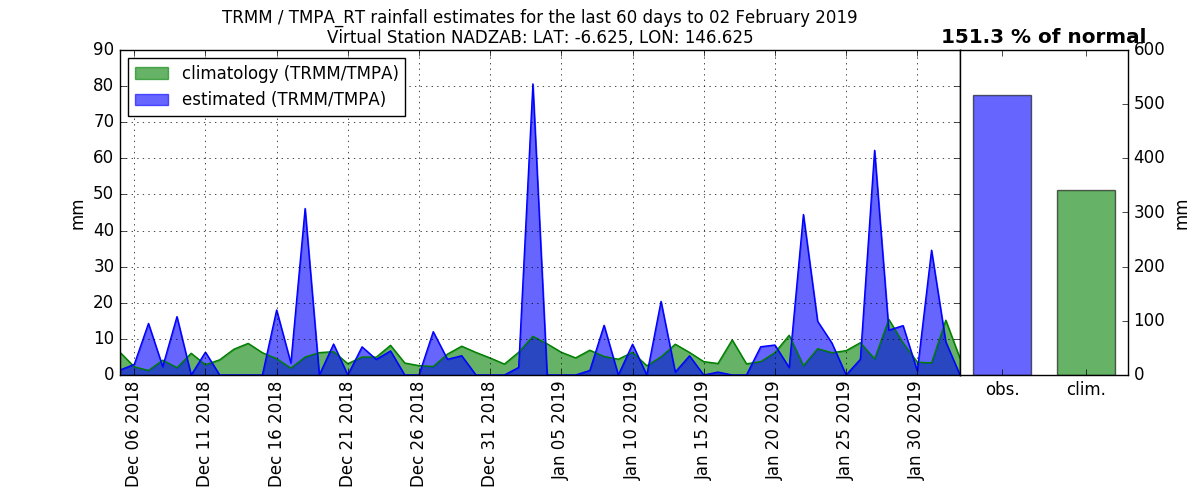 TRMM / TMPA_RT rainfall estimates for the last 60 days to 02 February 2019
Virtual Station NADZAB: LAT: -6.625, LON: 146.625
151.3 % of normal
climatology (TRMM/TMPA)
estimated (TRMM/TMPA)
90
80
70
60
50
40
30
20
10
0
mm
Dec 06 2018
Dec 11 2018
Dec 16 2018
Dec 21 2018
Dec 26 2018
Dec 31 2018
Jan 05 2019
Jan 10 2019
Jan 15 2019
Jan 20 2019
Jan 25 2019
Jan 30 2019
obs.
clim.
600
500
400
300
200
100
0
mm